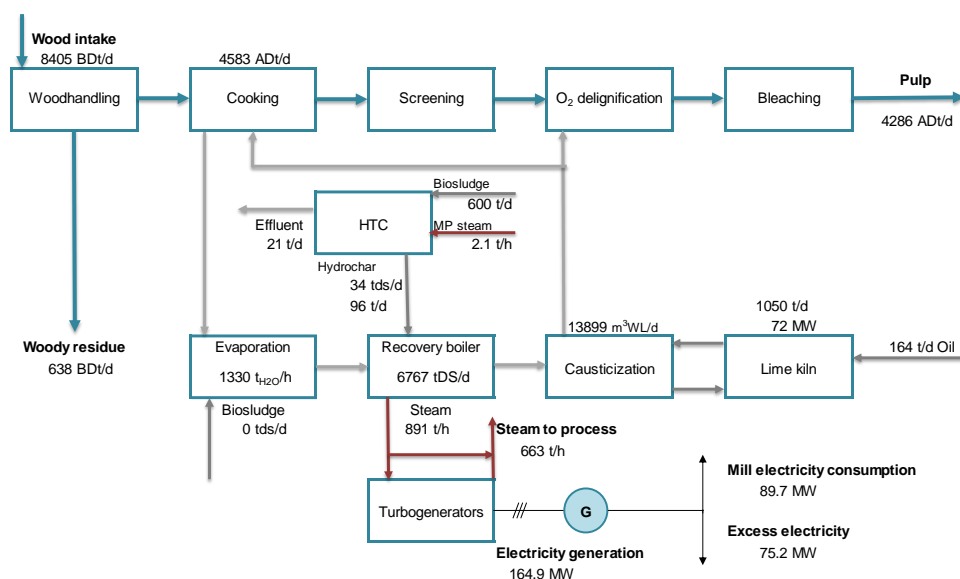 Wood intake
8405 BDt/d
4583 ADt/d
Woodhandling
Cooking
Screening
O₂ delignification
Bleaching
Pulp
4286 ADt/d
Biosludge
600 t/d
HTC
MP steam
2.1 t/h
Effluent
21 t/d
Hydrochar
34 tds/d
96 t/d
Woody residue
638 BDt/d
Evaporation
1330 tH₂O/h
Biosludge
0 tds/d
Recovery boiler
6767 tDS/d
13899 m³WL/d
Causticization
1050 t/d
72 MW
Lime kiln
164 t/d Oil
Steam
891 t/h
Steam to process
663 t/h
Turbogenerators
G
Electricity generation
164.9 MW
Mill electricity consumption
89.7 MW
Excess electricity
75.2 MW